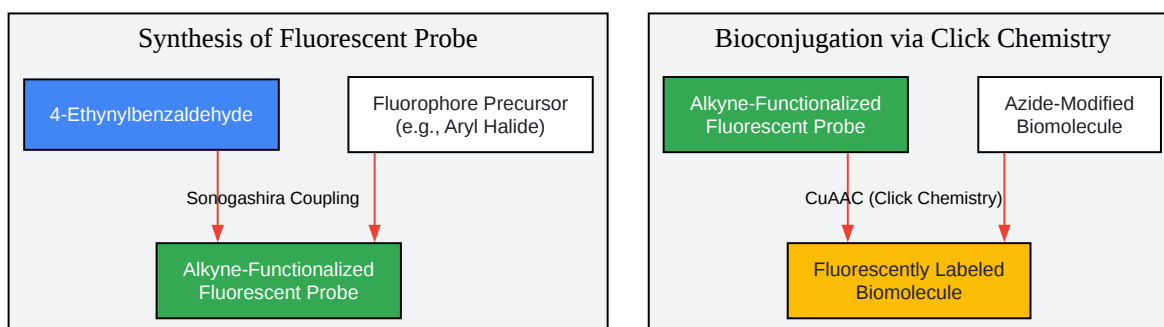 Synthesis of Fluorescent Probe
4-Ethynylbenzaldehyde
Fluorophore Precursor
(e.g., Aryl Halide)
Sonogashira Coupling
Alkyne-Functionalized
Fluorescent Probe
Bioconjugation via Click Chemistry
Alkyne-Functionalized
Fluorescent Probe
Azide-Modified
Biomolecule
CuAAC (Click Chemistry)
Fluorescently Labeled
Biomolecule